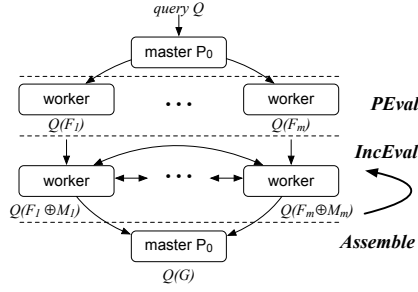 query Q
master P₀
worker ... worker
PEval
Q(F₁) Q(Fₘ)
IncEval
worker ... worker
Q(F₁ ⊕M₁) Q(Fₘ⊕Mₘ)
Assemble
master P₀
Q(G)